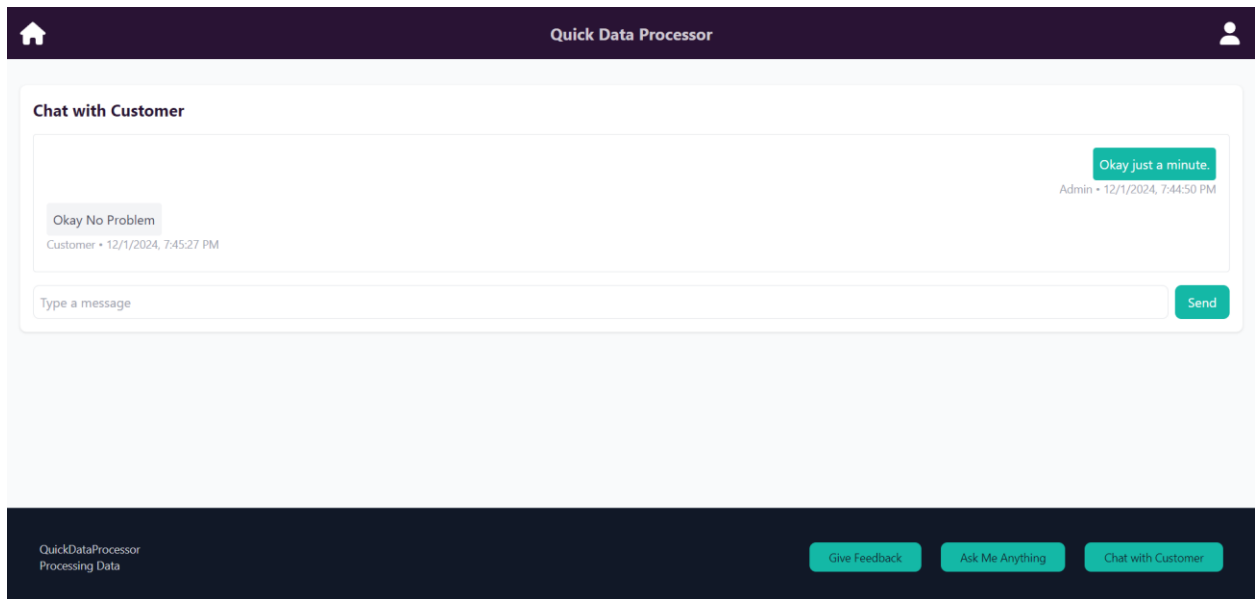 Quick Data Processor
Chat with Customer
Okay just a minute.
Admin • 12/1/2024, 7:44:50 PM
Okay No Problem
Customer • 12/1/2024, 7:45:27 PM
Type a message
Send
QuickDataProcessor
Processing Data
Give Feedback
Ask Me Anything
Chat with Customer